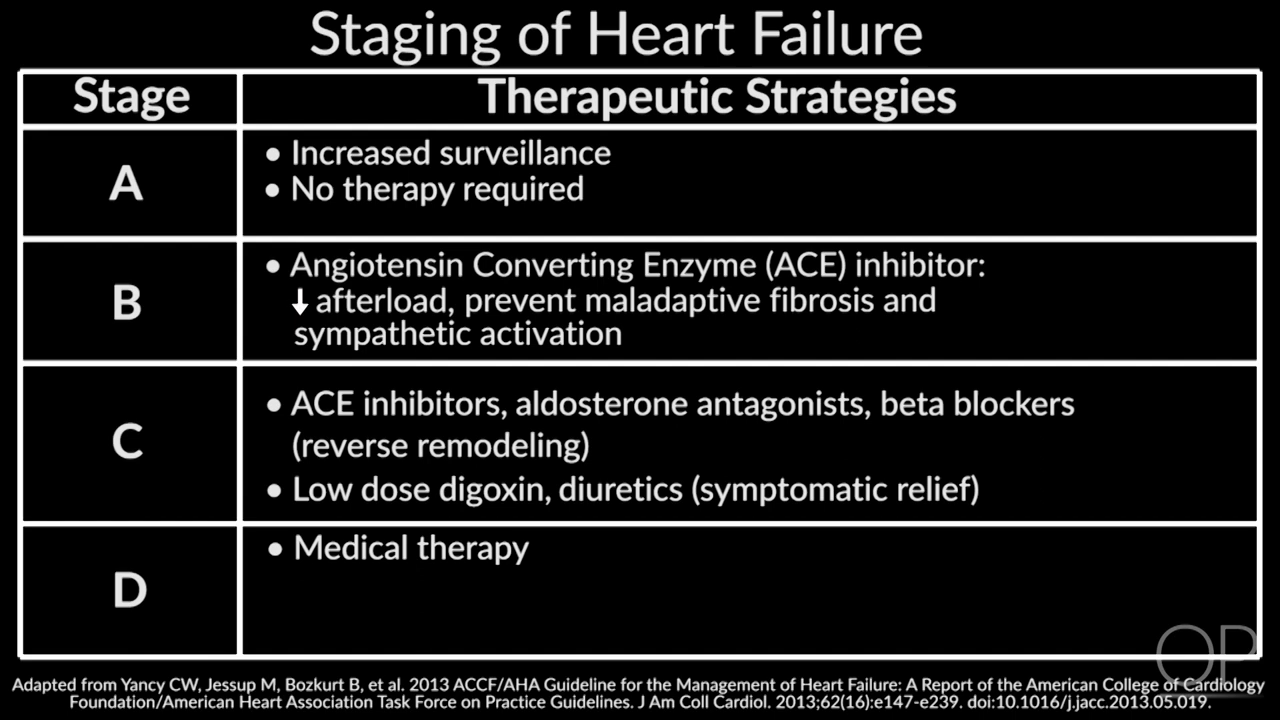 Staging of Heart Failure
Stage
Therapeutic Strategies
A
• Increased surveillance
• No therapy required
B
• Angiotensin Converting Enzyme (ACE) inhibitor:
↓ afterload, prevent maladaptive fibrosis and
sympathetic activation
C
• ACE inhibitors, aldosterone antagonists, beta blockers
(reverse remodeling)
• Low dose digoxin, diuretics (symptomatic relief)
D
• Medical therapy
OP
Adapted from Yancy CW, Jessup M, Bozkurt B, et al. 2013 ACCF/AHA Guideline for the Management of Heart Failure: A Report of the American College of Cardiology
Foundation/American Heart Association Task Force on Practice Guidelines. J Am Coll Cardiol. 2013;62(16):e147-e239. doi:10.1016/j.jacc.2013.05.019.